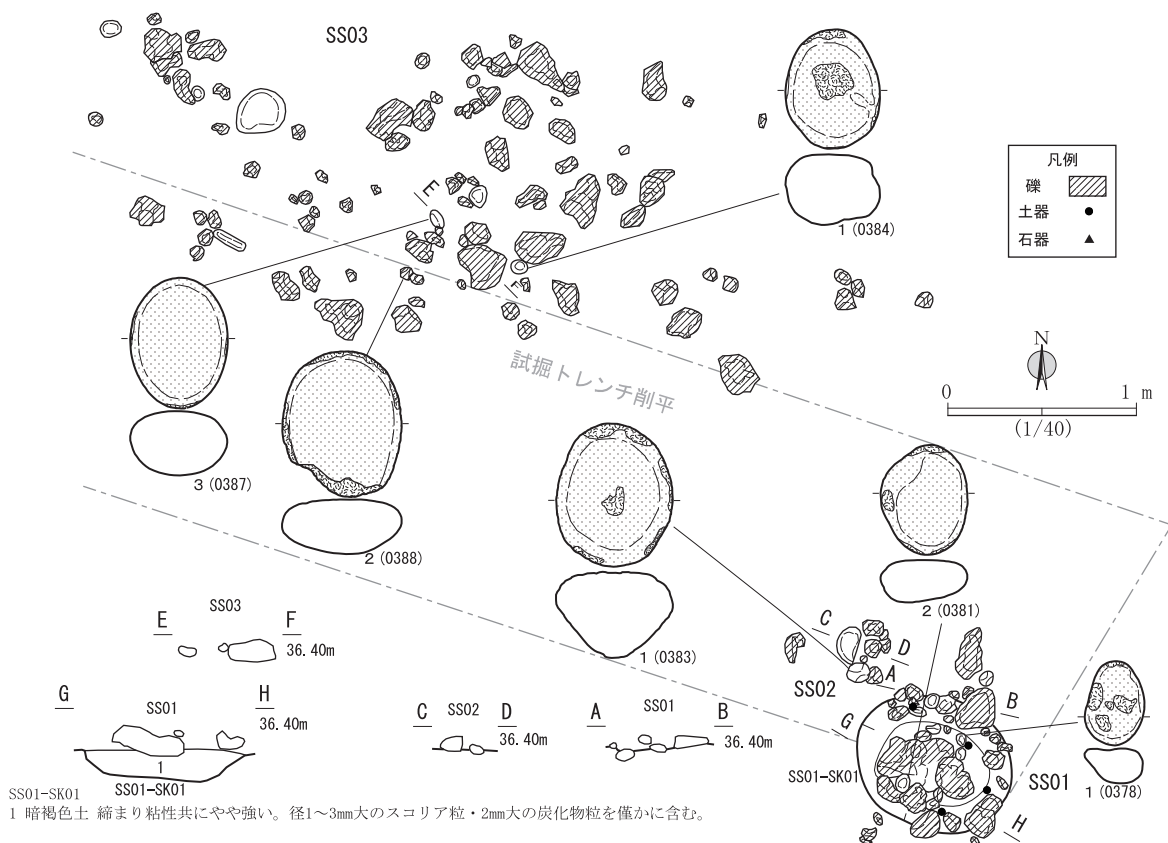 SS03
1 (0384)
凡例
礫
土器
石器
E
F
N
0 1 m
(1/40)
試掘トレンチ削平
3 (0387)
2 (0388)
1 (0383)
2 (0381)
1 (0378)
C
D
A
SS02
B
G
SS01-SK01
SS01
H
SS03
E F
36.40m
G H
SS01
36.40m
1
SS01-SK01
C SS02 D
36.40m
A SS01 B
36.40m
SS01-SK01
1 暗褐色土 締まり粘性共にやや強い。径1～3mm大のスコリア粒・2mm大の炭化物粒を僅かに含む。